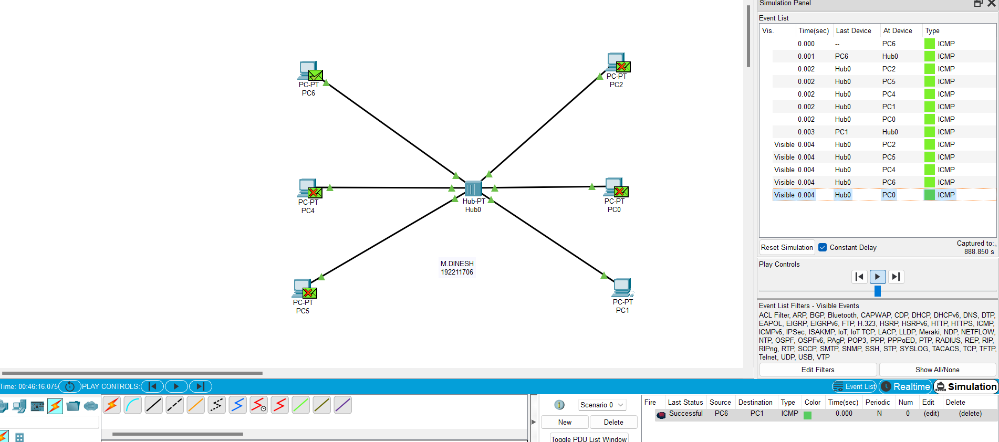 Simulation Panel
Event List
Vis. Time(sec) Last Device At Device Type
0.000 -- PC6 ICMP
0.001 PC6 Hub0 ICMP
0.002 Hub0 PC2 ICMP
0.002 Hub0 PC5 ICMP
0.002 Hub0 PC4 ICMP
0.002 Hub0 PC1 ICMP
0.002 Hub0 PC0 ICMP
0.003 PC1 Hub0 ICMP
Visible 0.004 Hub0 PC2 ICMP
Visible 0.004 Hub0 PC5 ICMP
Visible 0.004 Hub0 PC4 ICMP
Visible 0.004 Hub0 PC6 ICMP
Visible 0.004 Hub0 PC0 ICMP
Reset Simulation Constant Delay
Captured to:
888.850 s
Play Controls
Event List Filters - Visible Events
ACL Filter, ARP, BGP, Bluetooth, CAPWAP, CDP, DHCP, DHCPv6, DNS, DTP,
EAPOL, EIGRP, EIGRPv6, FTP, H.323, HSRP, HSRPv6, HTTP, HTTPS, ICMP,
ICMPv6, IPSec, ISAKMP, IoT, IoT TCP, LACP, LLDP, Meraki, NDP, NETFLOW,
NTP, OSPF, OSPFv6, PAgP, POP3, PPP, PPPoED, PTP, RADIUS, REP, RIP,
RIPng, RTP, SCCP, SMTP, SNMP, SSH, STP, SYSLOG, TACACS, TCP, TFTP,
Telnet, UDP, USB, VTP
Edit Filters Show All/None
PC-PT
PC6
PC-PT
PC2
PC-PT
PC4
Hub-PT
Hub0
PC-PT
PC0
M.DINESH
192211706
PC-PT
PC5
PC-PT
PC1
Time: 00:46:16.075 PLAY CONTROLS: Event List Realtime Simulation
Scenario 0
New Delete
Toggle PDU List Window
Fire Last Status Source Destination Type Color Time(sec) Periodic Num Edit Delete
Successful PC6 PC1 ICMP 0.000 N 0 (edit) (delete)